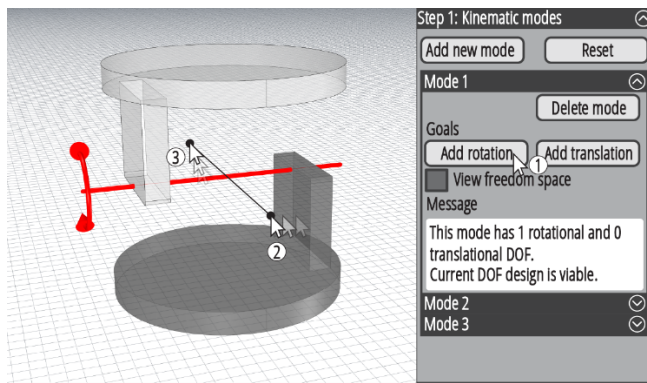 Step 1: Kinematic modes
Add new mode
Reset
Mode 1
Delete mode
Goals
Add rotation
Add translation
1
View freedom space
Message
This mode has 1 rotational and 0
translational DOF.
Current DOF design is viable.
Mode 2
Mode 3
3
2